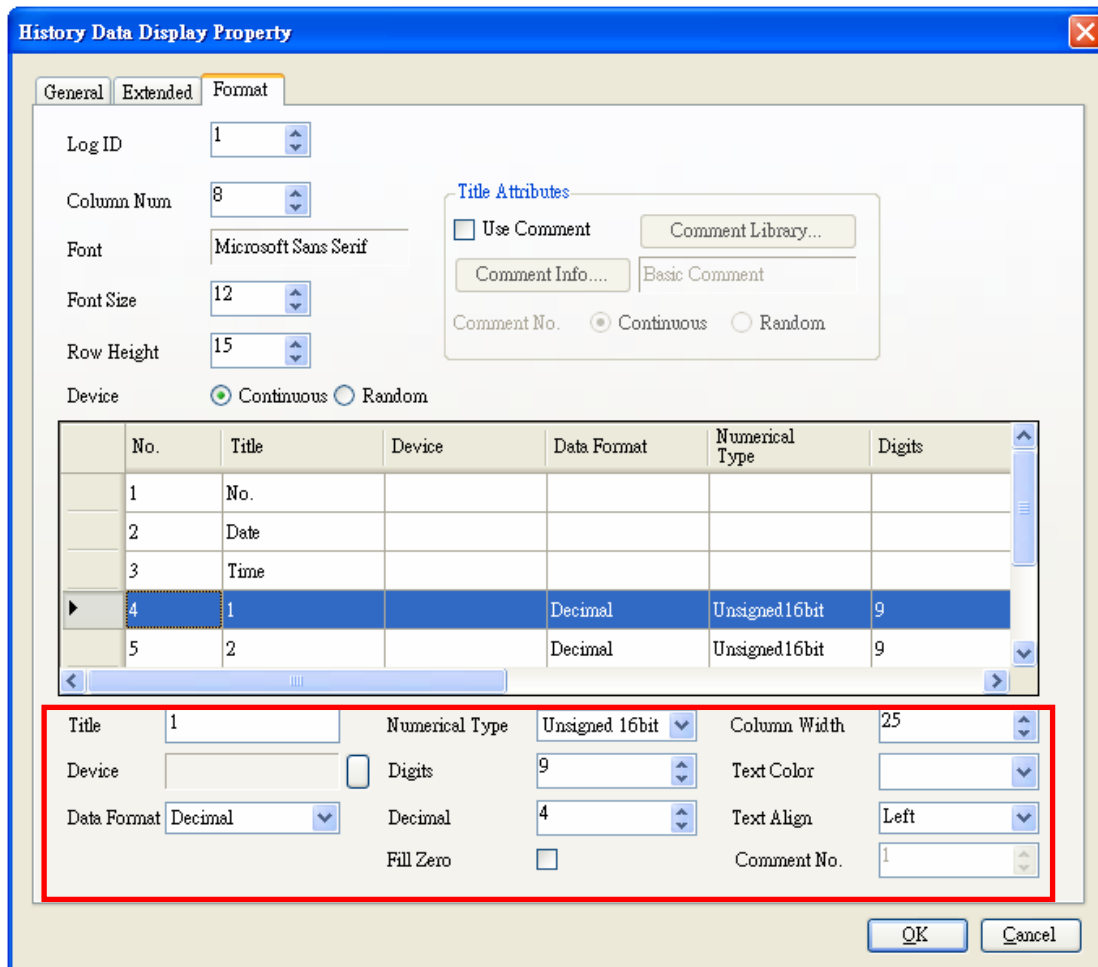 History Data Display Property
General Extended Format
Log ID 1
Column Num 8
Title Attributes
Use Comment Comment Library...
Font Microsoft Sans Serif
Comment Info.... Basic Comment
Font Size 12
Comment No. Continuous Random
Row Height 15
Device Continuous Random
No. Title Device Data Format Numerical Type Digits
1 No.
2 Date
3 Time
4 1 Decimal Unsigned16bit 9
5 2 Decimal Unsigned16bit 9
Title 1 Numerical Type Unsigned 16bit Column Width 25
Device Digits 9 Text Color
Data Format Decimal Decimal 4 Text Align Left
Fill Zero Comment No. 1
OK Cancel